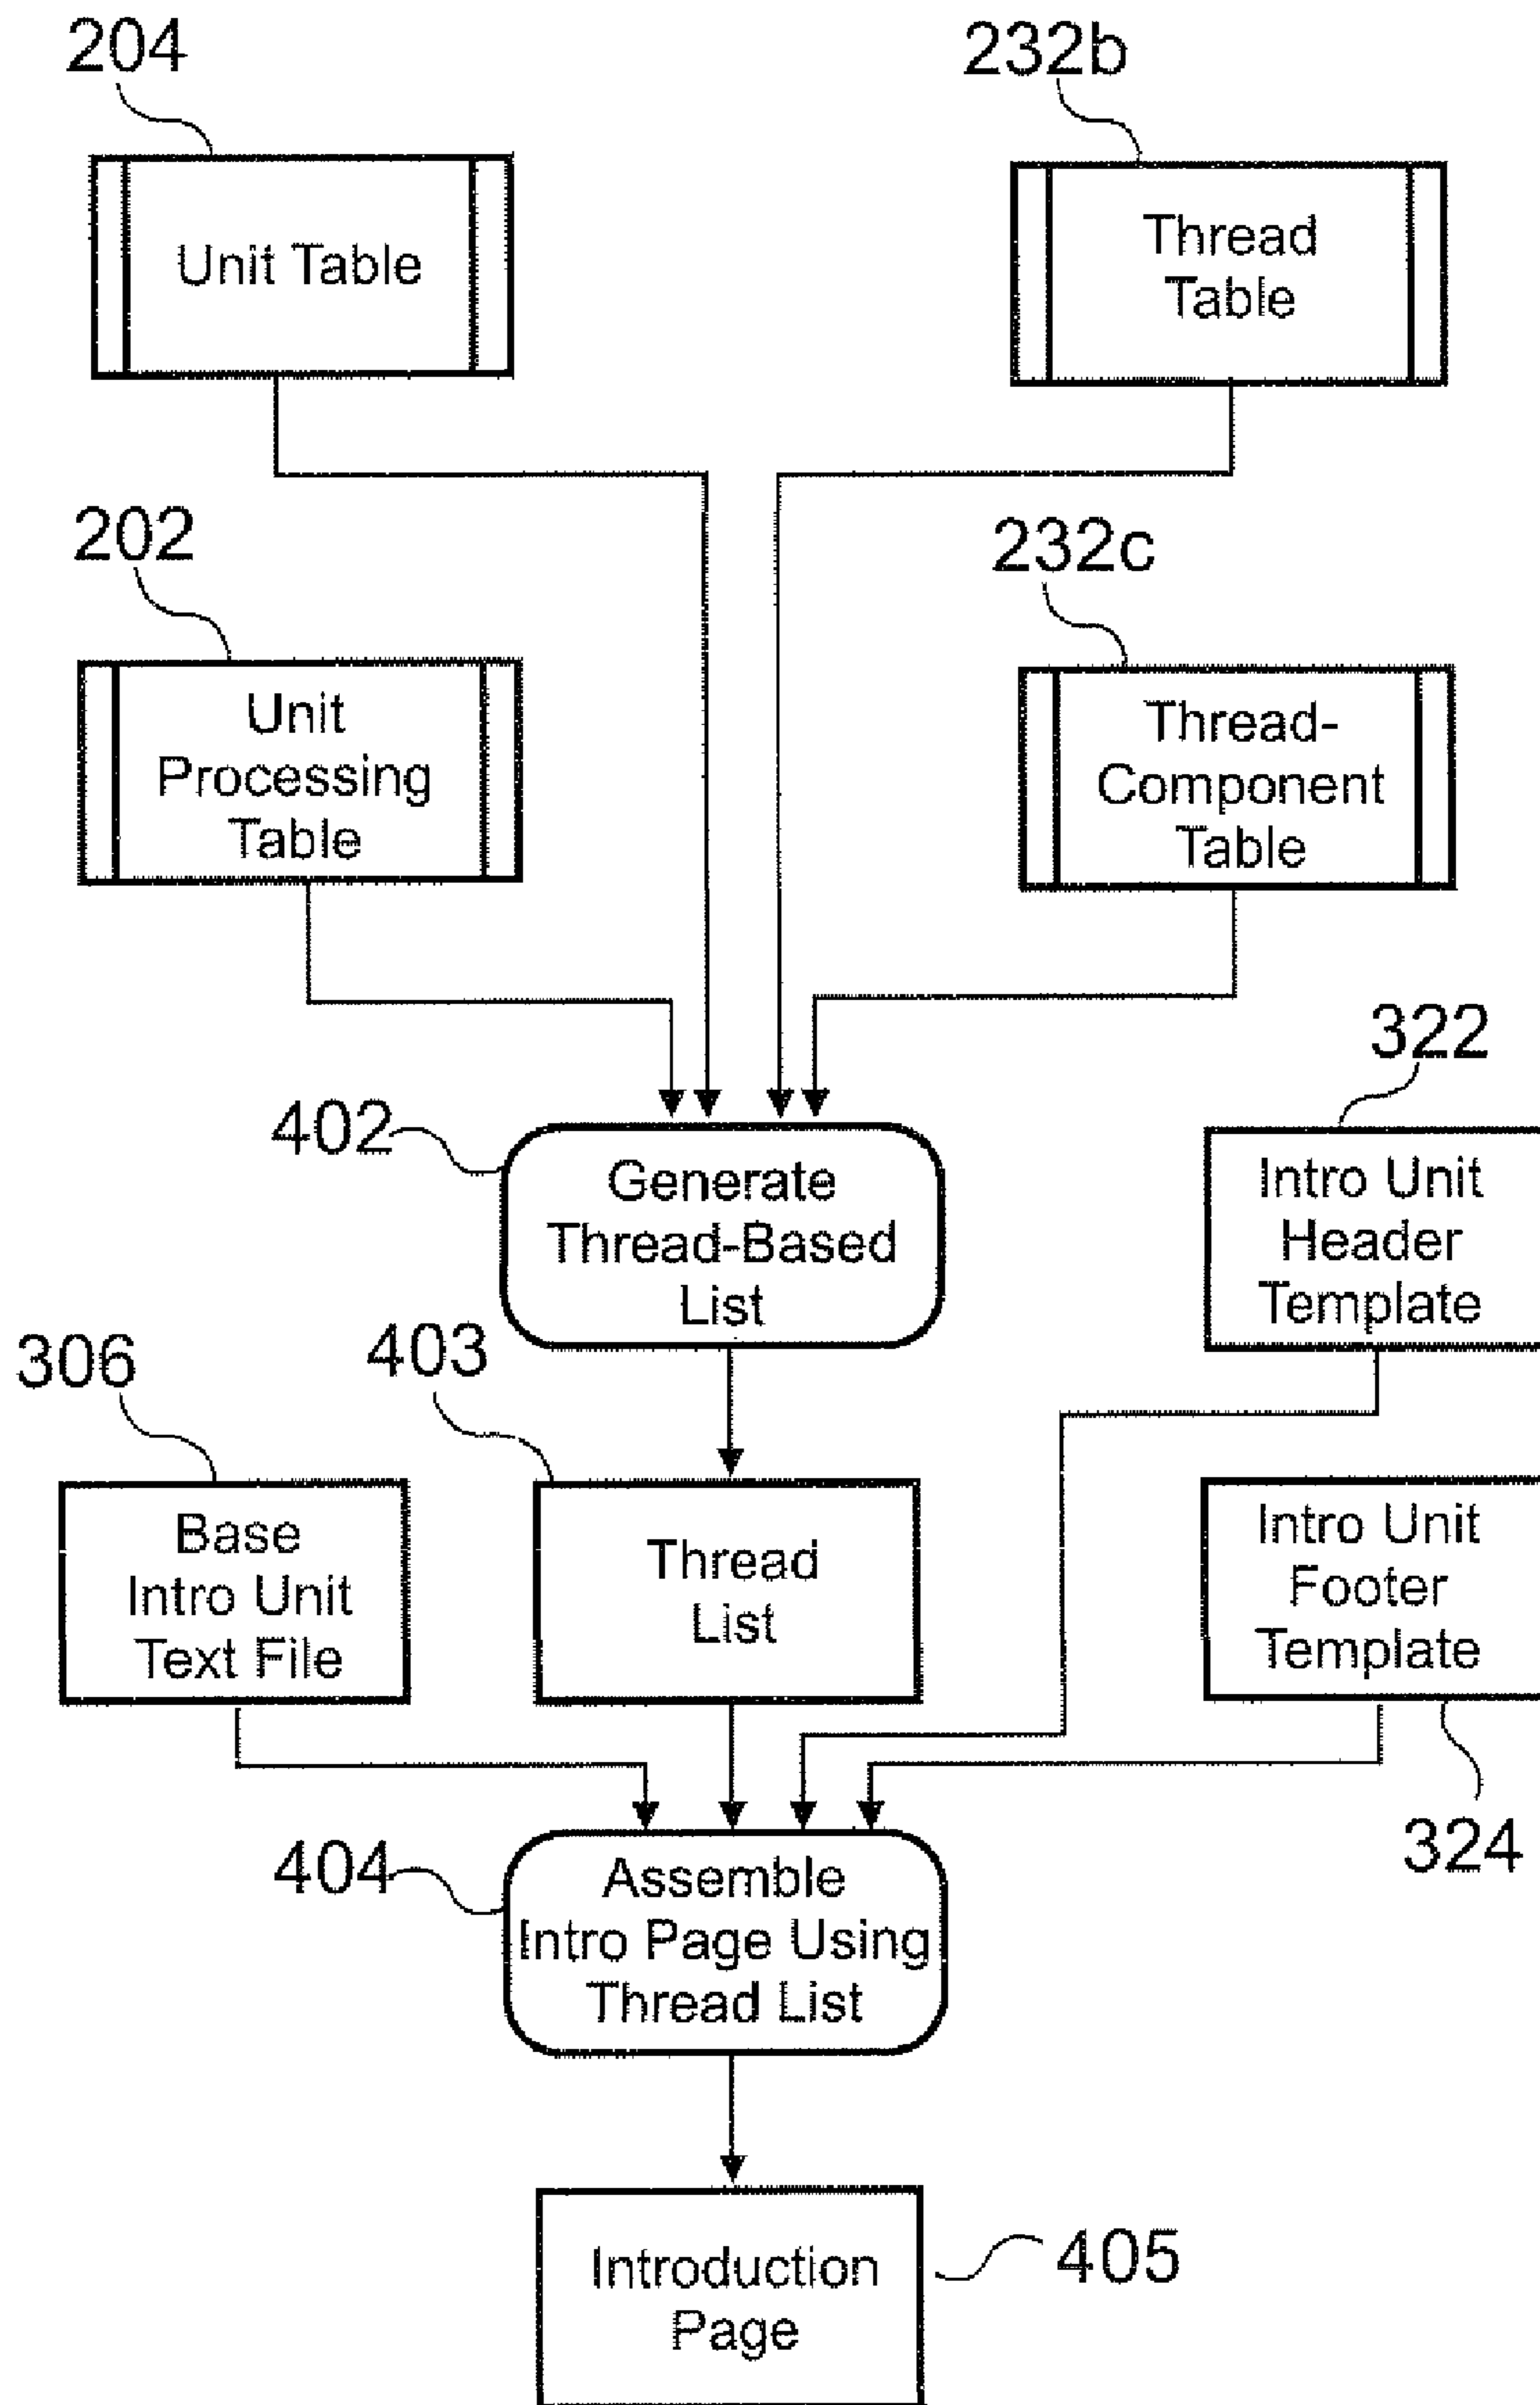 204
232b
Unit Table
Thread
Table
202
232c
Unit
Processing
Table
Thread-
Component
Table
322
402
Generate
Thread-Based
List
Intro Unit
Header
Template
306
403
Base
Intro Unit
Text File
Thread
List
Intro Unit
Footer
Template
404
324
Assemble
Intro Page Using
Thread List
Introduction
Page
405